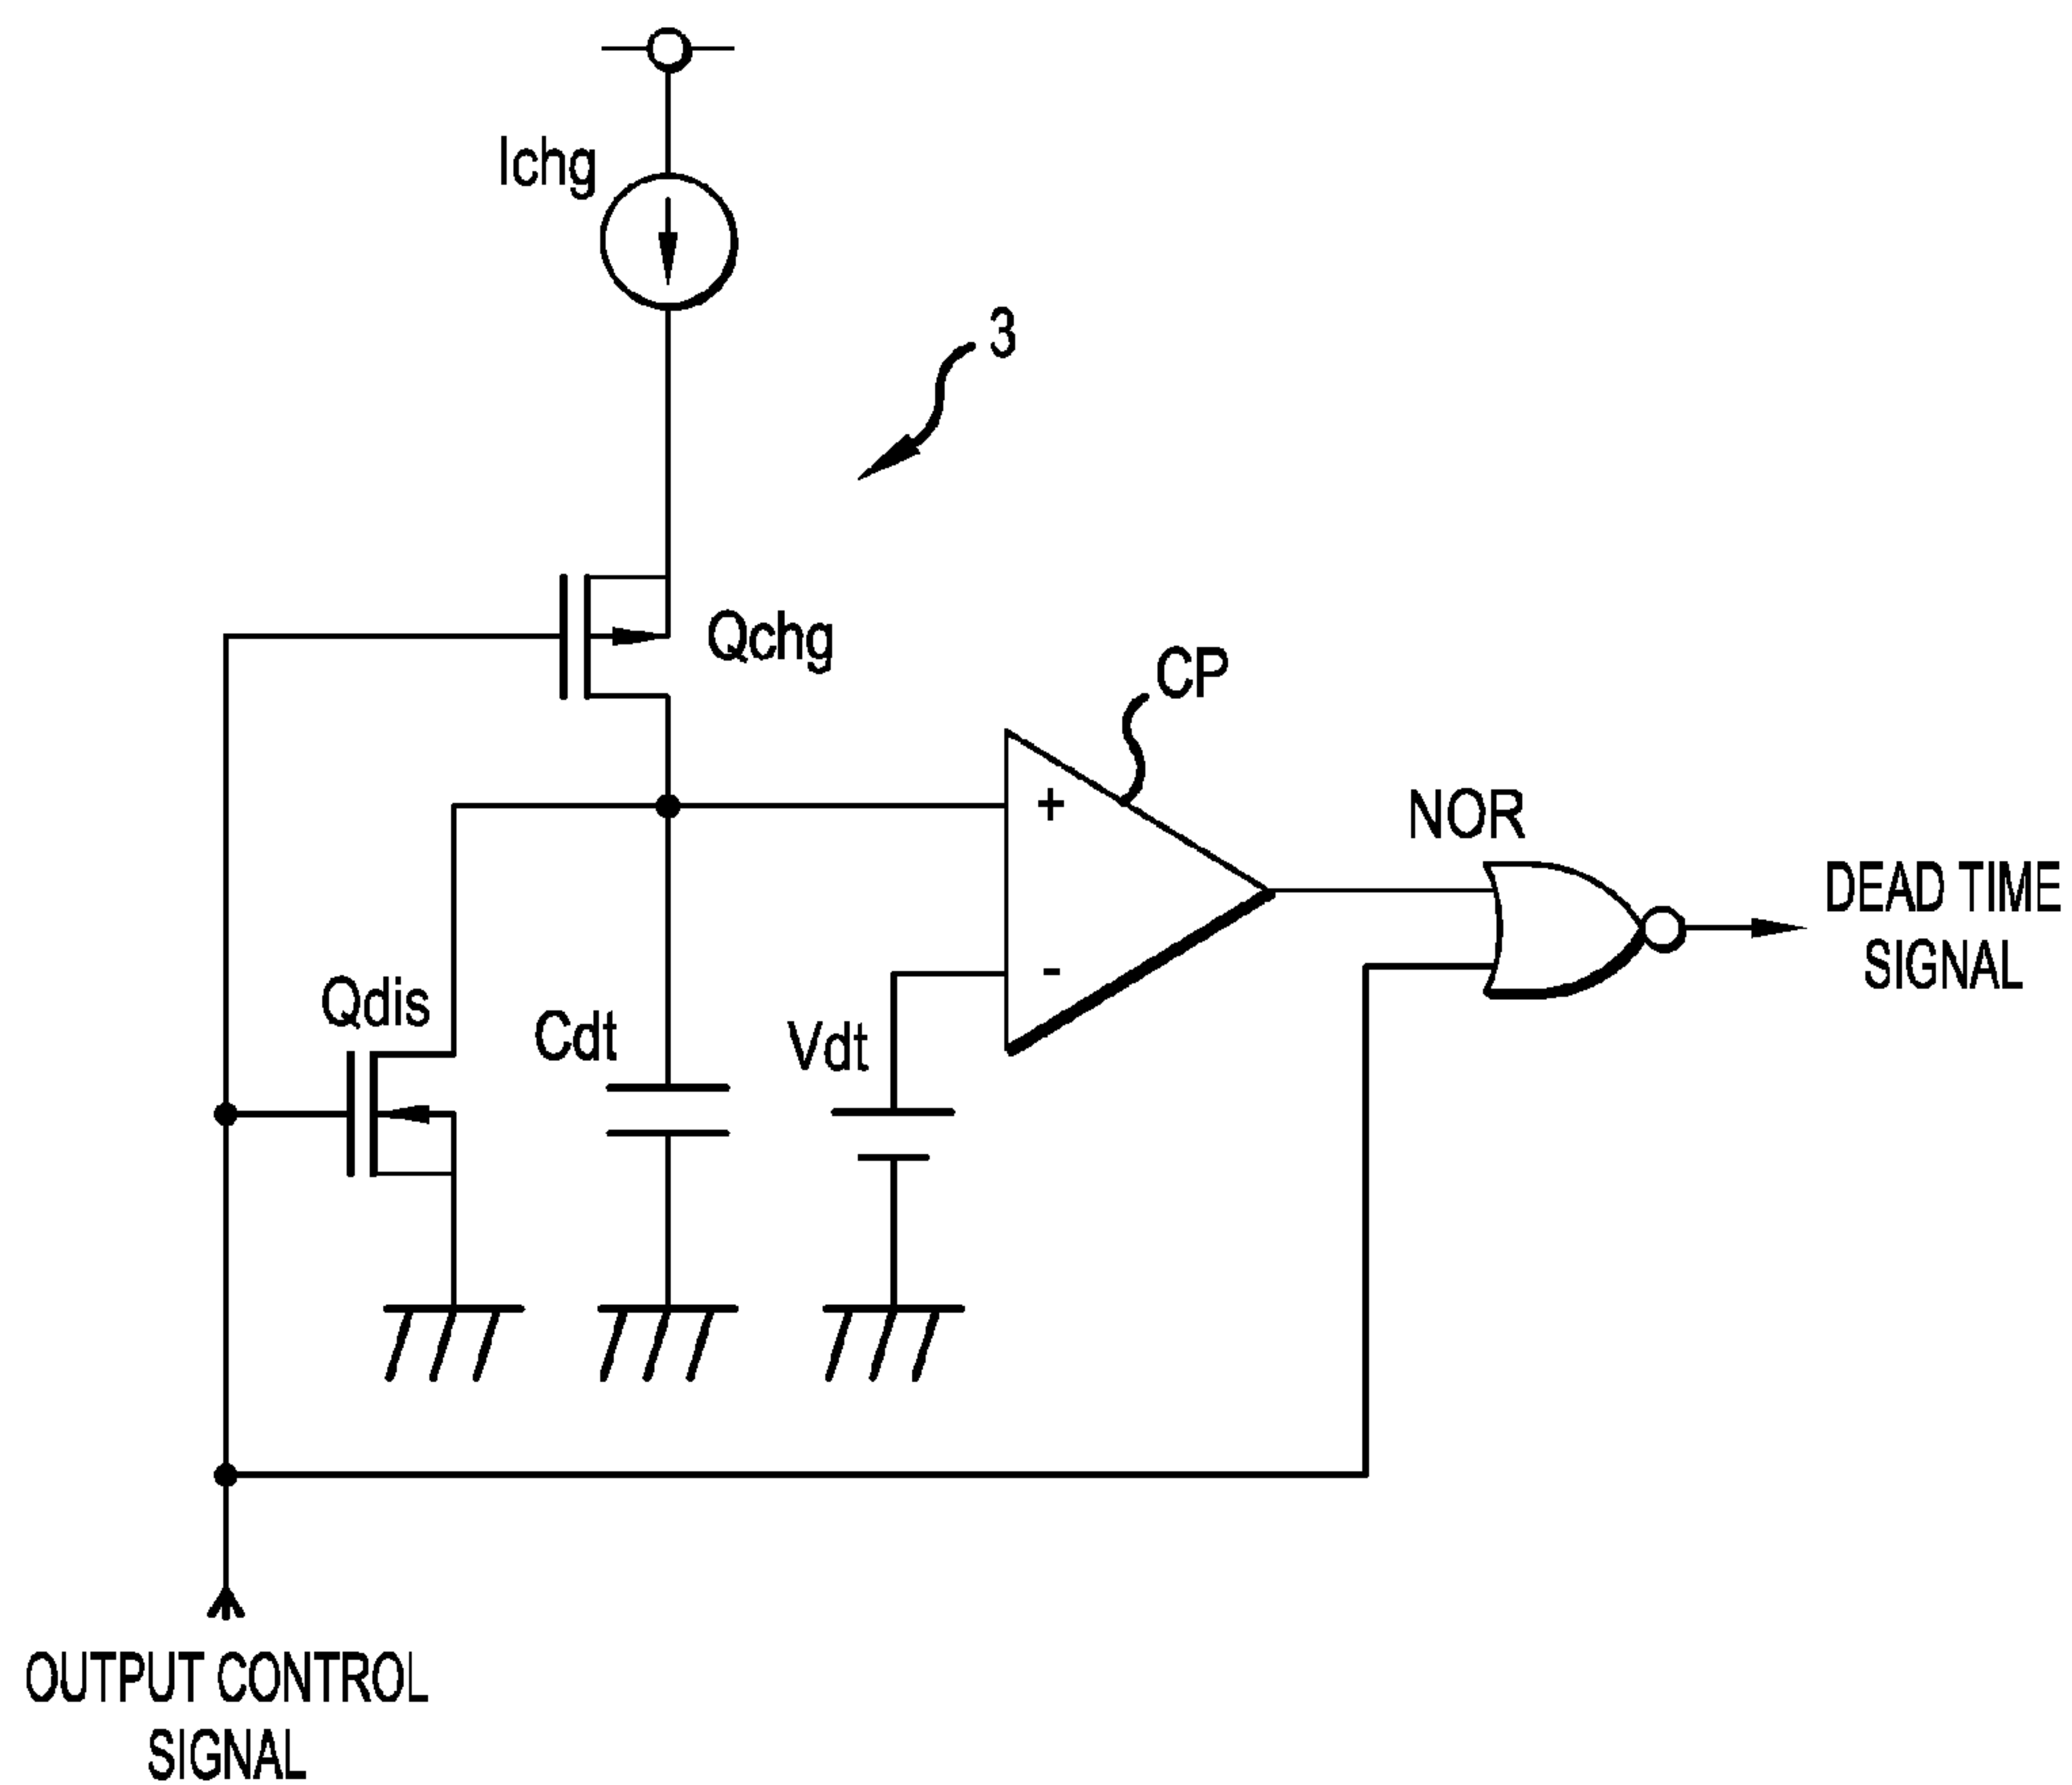 Ichg
3
Qchg
CP
+
NOR
DEAD TIME
SIGNAL
-
Qdis
Cdt
Vdt
OUTPUT CONTROL
SIGNAL